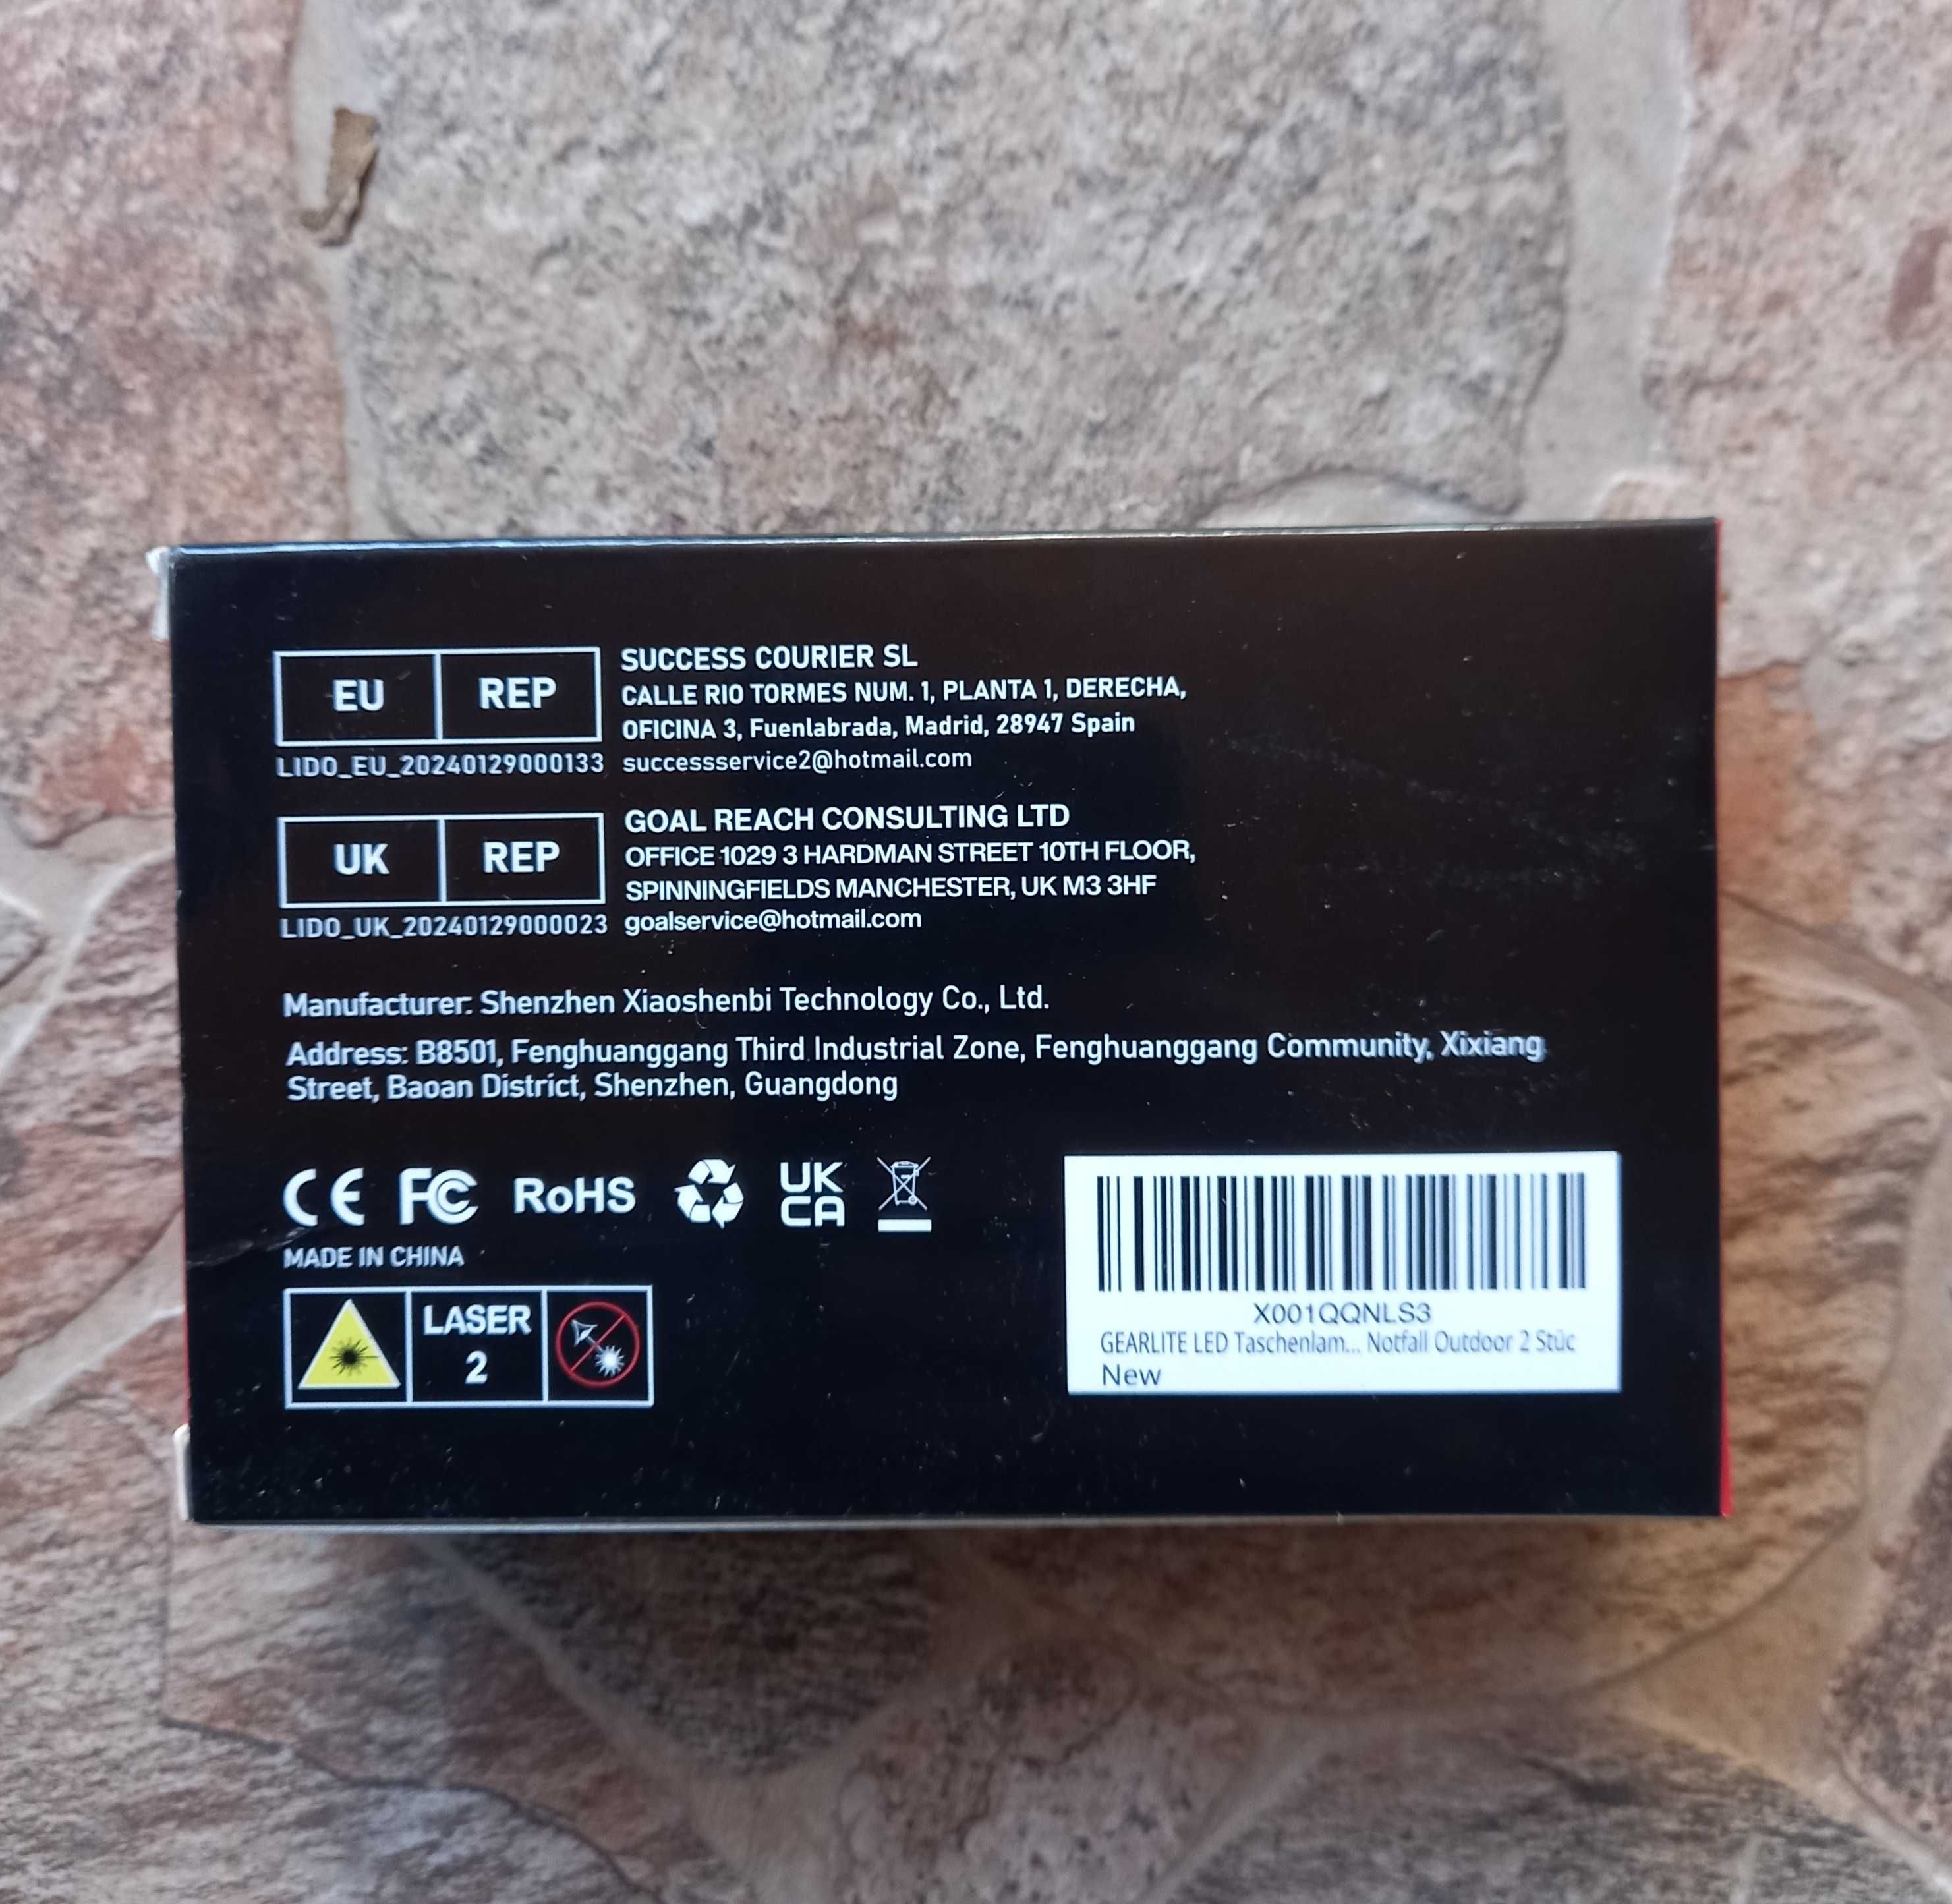 EU REP
SUCCESS COURIER SL
CALLE RIO TORMES NUM. 1, PLANTA 1, DERECHA,
OFICINA 3, Fuenlabrada, Madrid, 28947 Spain
LIDO_EU_20240129000133 successservice2@hotmail.com
UK REP
GOAL REACH CONSULTING LTD
OFFICE 1029 3 HARDMAN STREET 10TH FLOOR,
SPINNINGFIELDS MANCHESTER, UK M3 3HF
LIDO_UK_20240129000023 goalservice@hotmail.com
Manufacturer: Shenzhen Xiaoshenbi Technology Co., Ltd.
Address: B8501, Fenghuanggang Third Industrial Zone, Fenghuanggang Community, Xixiang
Street, Baoan District, Shenzhen, Guangdong
CE FC RoHS UK
CA
MADE IN CHINA
LASER
2
X001QQNLS3
GEARLITE LED Taschenlam... Notfall Outdoor 2 Stüc
New